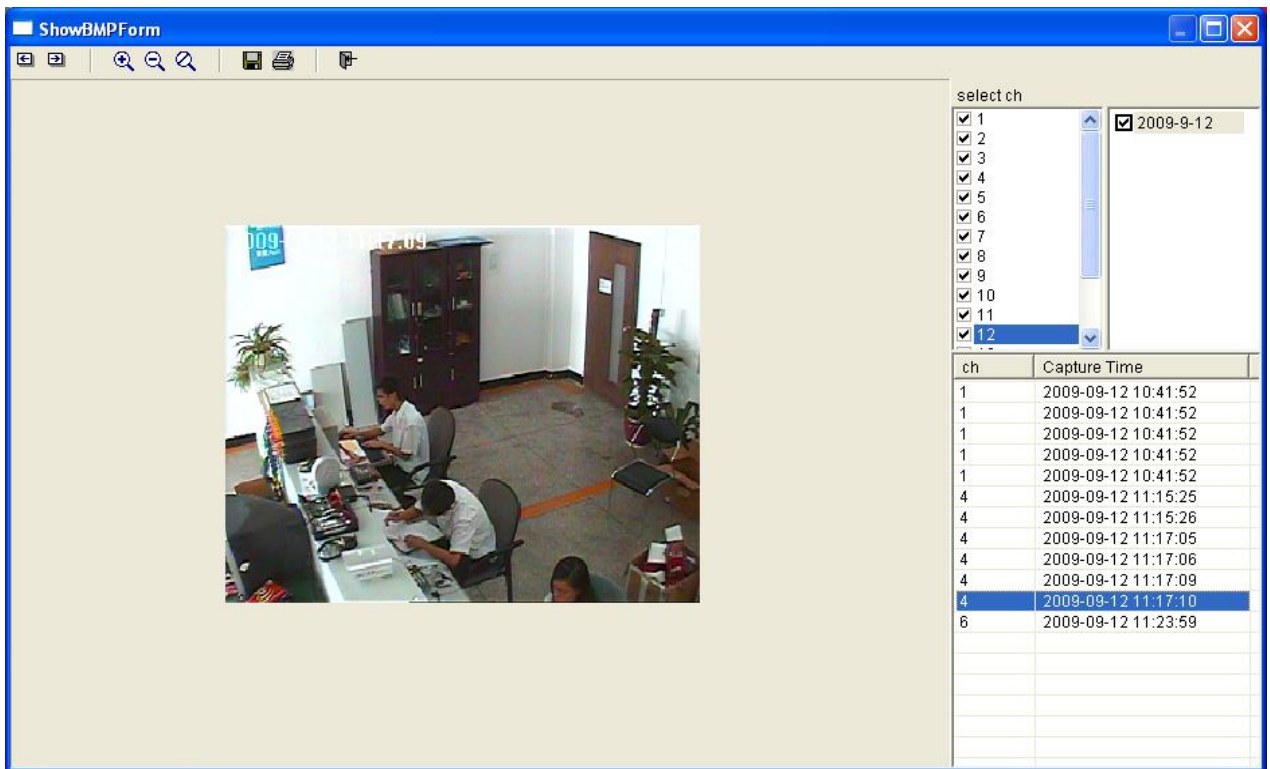 ShowBMPForm
select ch
1
2
3
4
5
6
7
8
9
10
11
12
2009-9-12
ch Capture Time
1 2009-09-12 10:41:52
1 2009-09-12 10:41:52
1 2009-09-12 10:41:52
1 2009-09-12 10:41:52
1 2009-09-12 10:41:52
4 2009-09-12 11:15:25
4 2009-09-12 11:15:26
4 2009-09-12 11:17:05
4 2009-09-12 11:17:06
4 2009-09-12 11:17:09
4 2009-09-12 11:17:10
6 2009-09-12 11:23:59